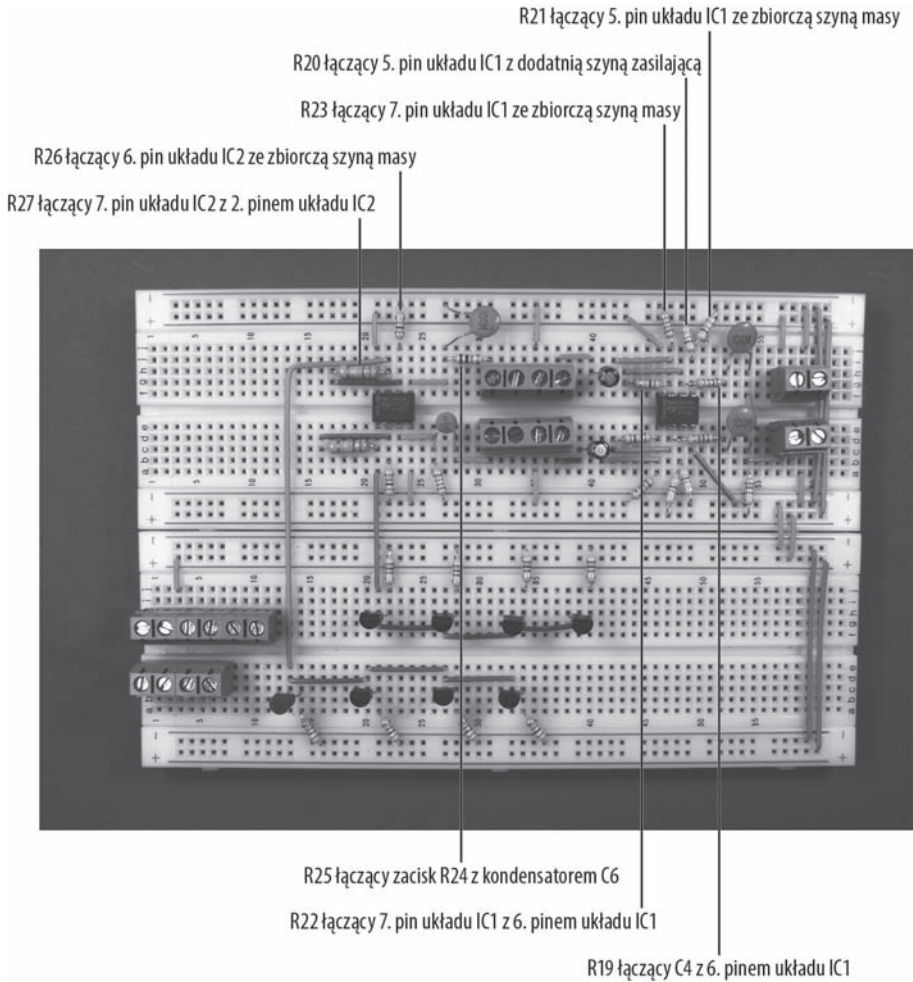 R21 łączący 5. pin układu IC1 ze zbiorczą szyną masy
R20 łączący 5. pin układu IC1 z dodatnią szyną zasilającą
R23 łączący 7. pin układu IC1 ze zbiorczą szyną masy
R26 łączący 6. pin układu IC2 ze zbiorczą szyną masy
R27 łączący 7. pin układu IC2 z 2. pinem układu IC2
R25 łączący zacisk R24 z kondensatorem C6
R22 łączący 7. pin układu IC1 z 6. pinem układu IC1
R19 łączący C4 z 6. pinem układu IC1